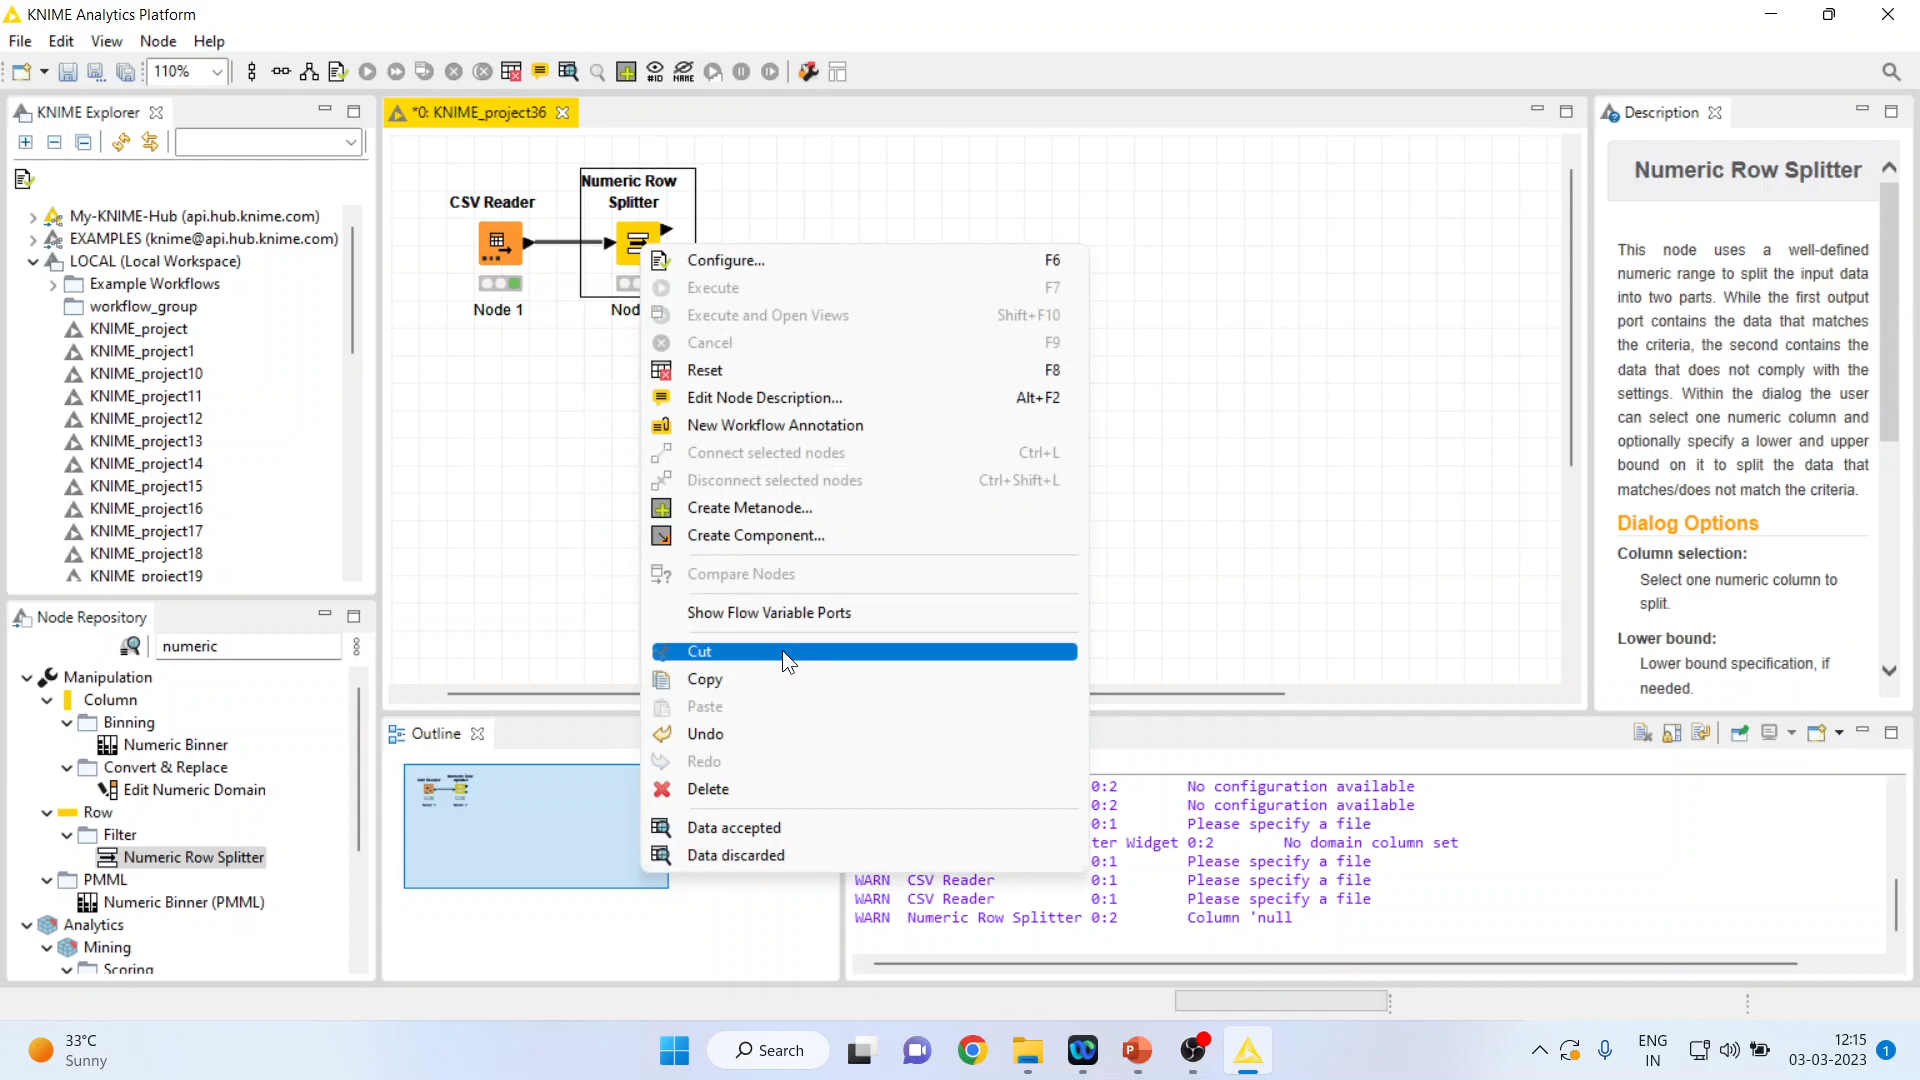 KNIME Analytics Platform
File Edit View Node Help
110%
#ID
NAME
KNIME Explorer
My-KNIME-Hub (api.hub.knime.com)
EXAMPLES (knime@api.hub.knime.com)
LOCAL (Local Workspace)
Example Workflows
workflow_group
KNIME_project
KNIME_project1
KNIME_project10
KNIME_project11
KNIME_project12
KNIME_project13
KNIME_project14
KNIME_project15
KNIME_project16
KNIME_project17
KNIME_project18
KNIME_project19
Node Repository
numeric
Manipulation
Column
Binning
Numeric Binner
Convert & Replace
Edit Numeric Domain
Row
Filter
Numeric Row Splitter
PMML
Numeric Binner (PMML)
Analytics
Mining
Scoring
*0: KNIME_project36
CSV Reader
Node 1
Numeric Row
Splitter
Nod
Configure... F6
Execute F7
Execute and Open Views Shift+F10
Cancel F9
Reset F8
Edit Node Description... Alt+F2
New Workflow Annotation
Connect selected nodes Ctrl+L
Disconnect selected nodes Ctrl+Shift+L
Create Metanode...
Create Component...
Compare Nodes
Show Flow Variable Ports
Cut
Copy
Paste
Undo
Redo
Delete
Data accepted
Data discarded
Outline
0:2 No configuration available
0:2 No configuration available
0:1 Please specify a file
ter Widget 0:2 No domain column set
0:1 Please specify a file
WARN CSV Reader 0:1 Please specify a file
WARN CSV Reader 0:1 Please specify a file
WARN Numeric Row Splitter 0:2 Column 'null
Description
Numeric Row Splitter
This node uses a well-defined
numeric range to split the input data
into two parts. While the first output
port contains the data that matches
the criteria, the second contains the
data that does not comply with the
settings. Within the dialog the user
can select one numeric column and
optionally specify a lower and upper
bound on it to split the data that
matches/does not match the criteria.
Dialog Options
Column selection:
Select one numeric column to
split.
Lower bound:
Lower bound specification, if
needed.
33°C
Sunny
Search
ENG
IN
12:15
03-03-2023
1